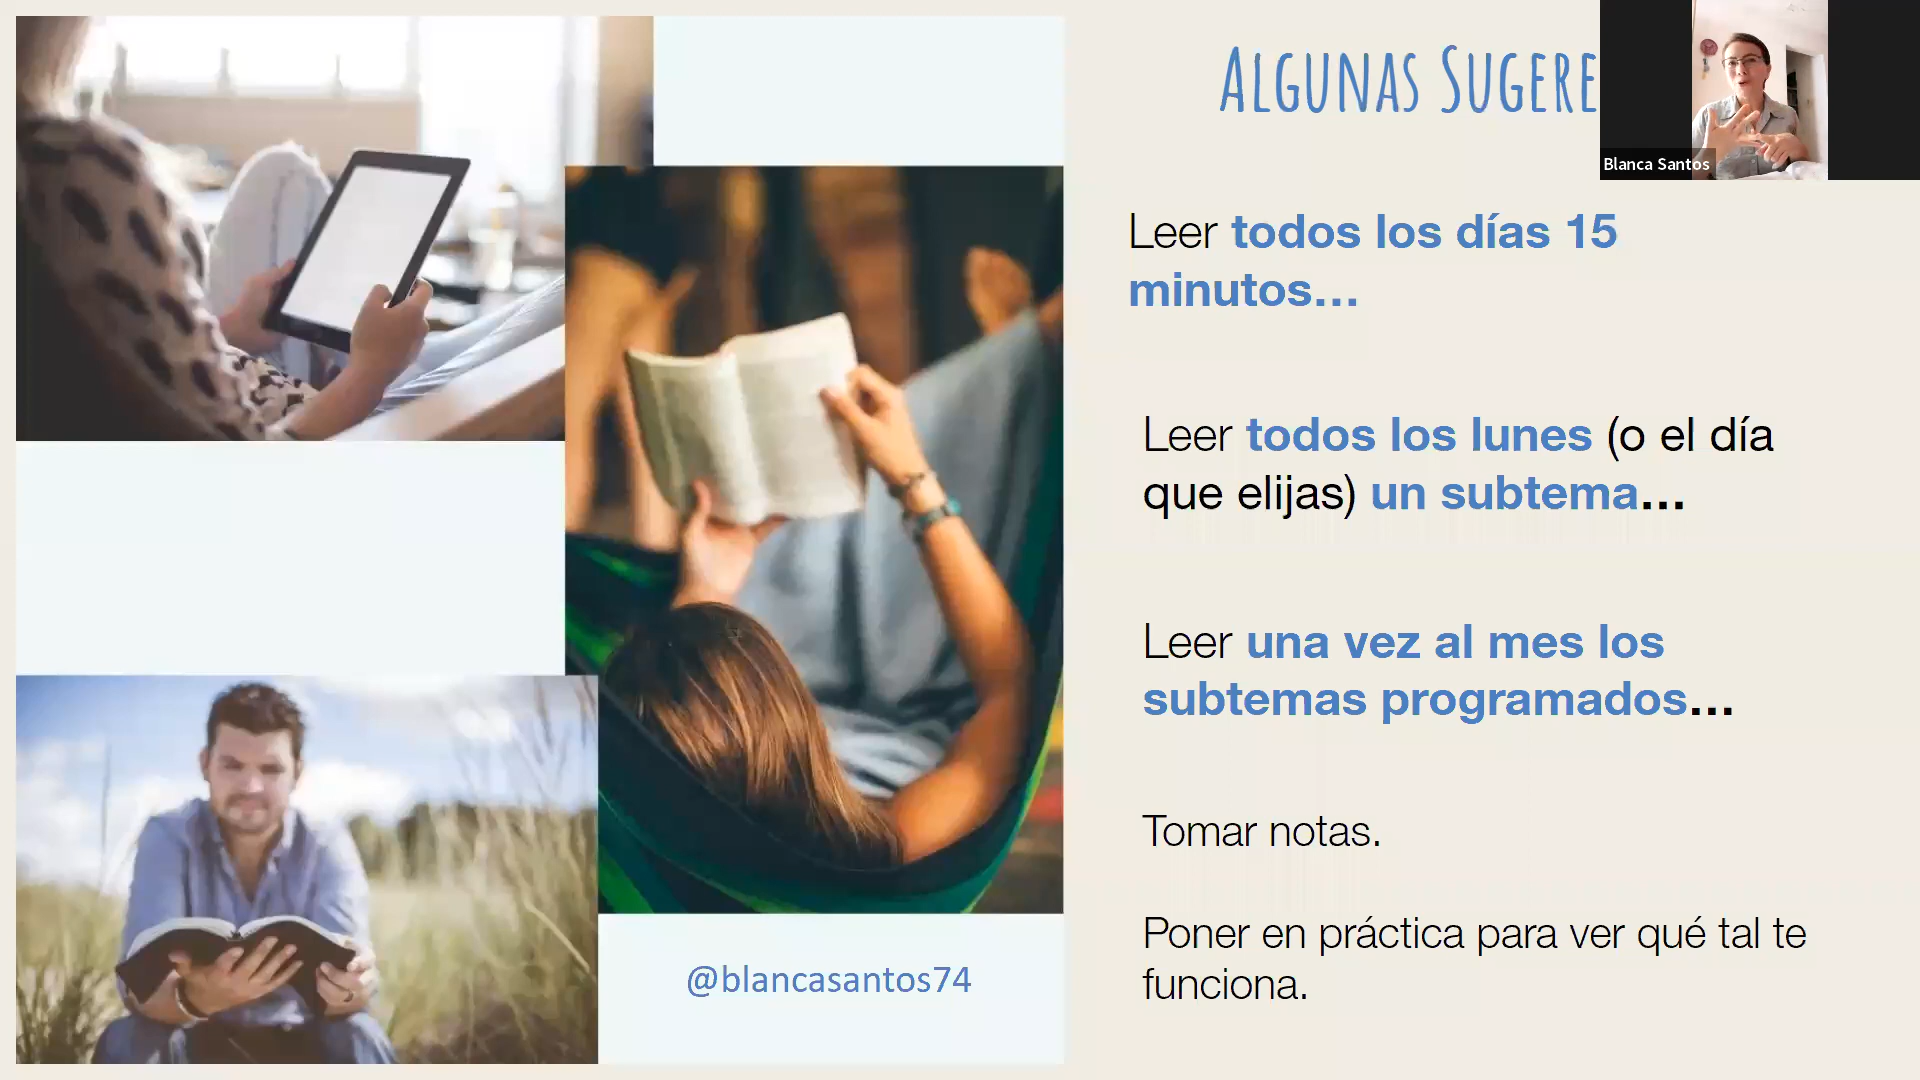 ALGUNAS SUGERE
Blanca Santos
Leer todos los días 15
minutos...
Leer todos los lunes (o el día
que elijas) un subtema...
Leer una vez al mes los
subtemas programados...
Tomar notas.
Poner en práctica para ver qué tal te
funciona.
@blancasantos74